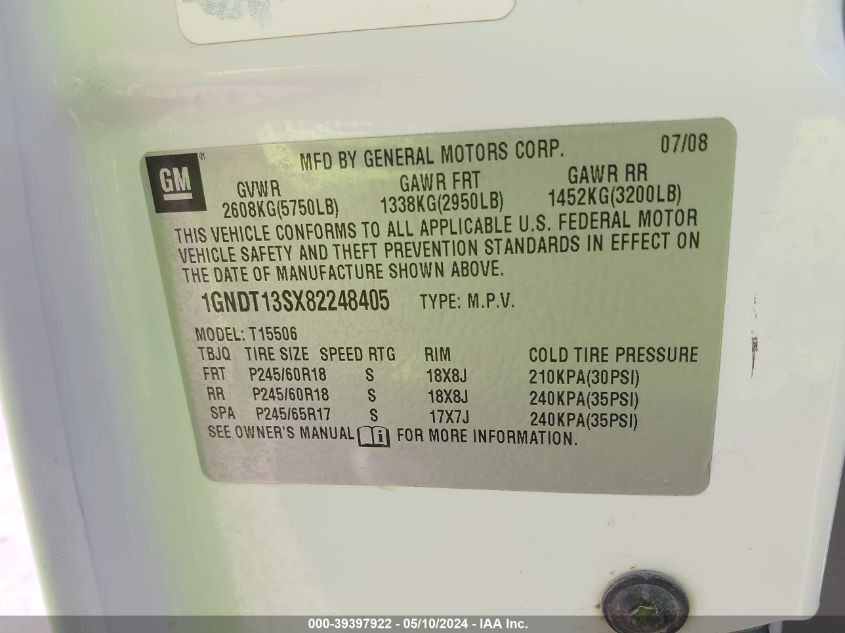 GM ®
MFD BY GENERAL MOTORS CORP. 07/08
GVWR GAWR FRT GAWR RR
2608KG(5750LB) 1338KG(2950LB) 1452KG(3200LB)
THIS VEHICLE CONFORMS TO ALL APPLICABLE U.S. FEDERAL MOTOR
VEHICLE SAFETY AND THEFT PREVENTION STANDARDS IN EFFECT ON
THE DATE OF MANUFACTURE SHOWN ABOVE.
1GNDT13SX82248405 TYPE: M.P.V.
MODEL: T15506
TBJQ TIRE SIZE SPEED RTG RIM COLD TIRE PRESSURE
FRT P245/60R18 S 18X8J 210KPA(30PSI)
RR P245/60R18 S 18X8J 240KPA(35PSI)
SPA P245/65R17 S 17X7J 240KPA(35PSI)
SEE OWNER'S MANUAL FOR MORE INFORMATION.
000-39397922 - 05/10/2024 - IAA Inc.